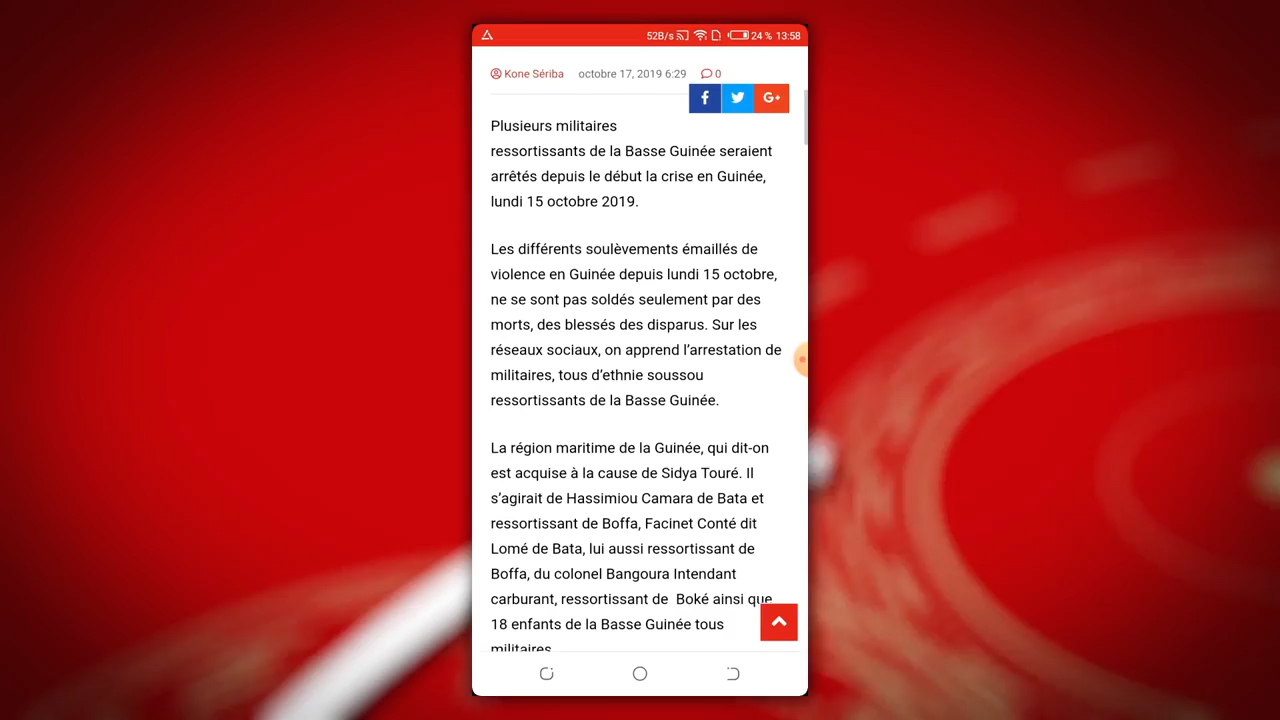 52B/s 24 % 13:58
Kone Sériba octobre 17, 2019 6:29 0
G+
Plusieurs militaires
ressortissants de la Basse Guinée seraient
arrêtés depuis le début la crise en Guinée,
lundi 15 octobre 2019.
Les différents soulèvements émaillés de
violence en Guinée depuis lundi 15 octobre,
ne se sont pas soldés seulement par des
morts, des blessés des disparus. Sur les
réseaux sociaux, on apprend l’arrestation de
militaires, tous d’ethnie soussou
ressortissants de la Basse Guinée.
La région maritime de la Guinée, qui dit-on
est acquise à la cause de Sidya Touré. Il
s’agirait de Hassimiou Camara de Bata et
ressortissant de Boffa, Facinet Conté dit
Lomé de Bata, lui aussi ressortissant de
Boffa, du colonel Bangoura Intendant
carburant, ressortissant de Boké ainsi que
18 enfants de la Basse Guinée tous
militaires